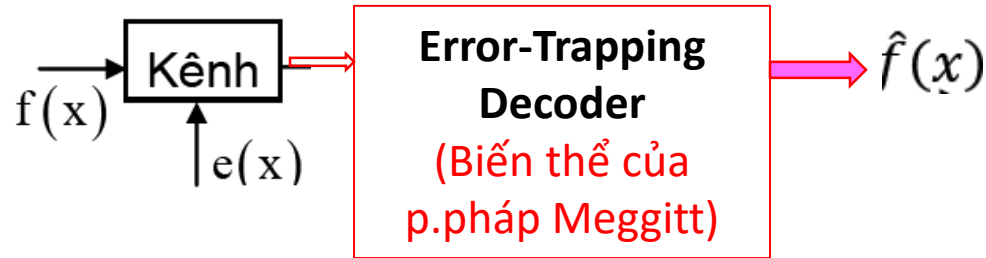 Kênh
f(x)
e(x)
Error-Trapping
Decoder
(Biến thể của
p.pháp Meggitt)
f̂(x)